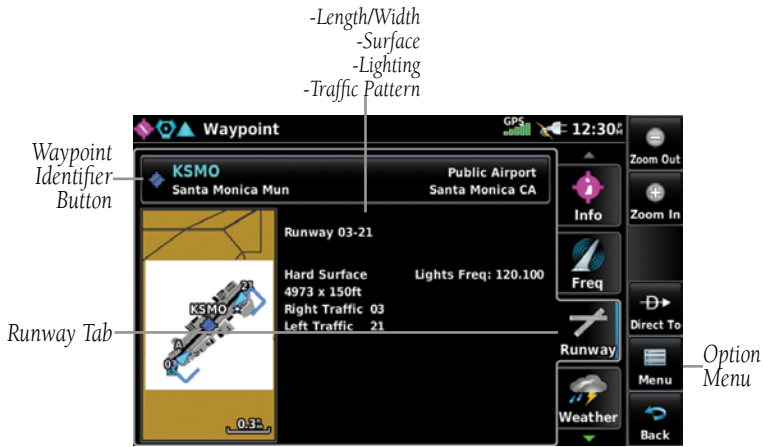 -Length/Width
-Surface
-Lighting
-Traffic Pattern
Waypoint
GPS
12:30
Waypoint
Identifier
Button
KSMO
Public Airport
Santa Monica Mun
Santa Monica CA
Zoom Out
Info
Zoom In
Runway 03-21
Hard Surface
Lights Freq: 120.100
4973 x 150ft
Right Traffic 03
Left Traffic 21
Freq
21
KSMO
A
Direct To
Runway Tab
Runway
Option
Menu
Menu
Weather
0.3
Back